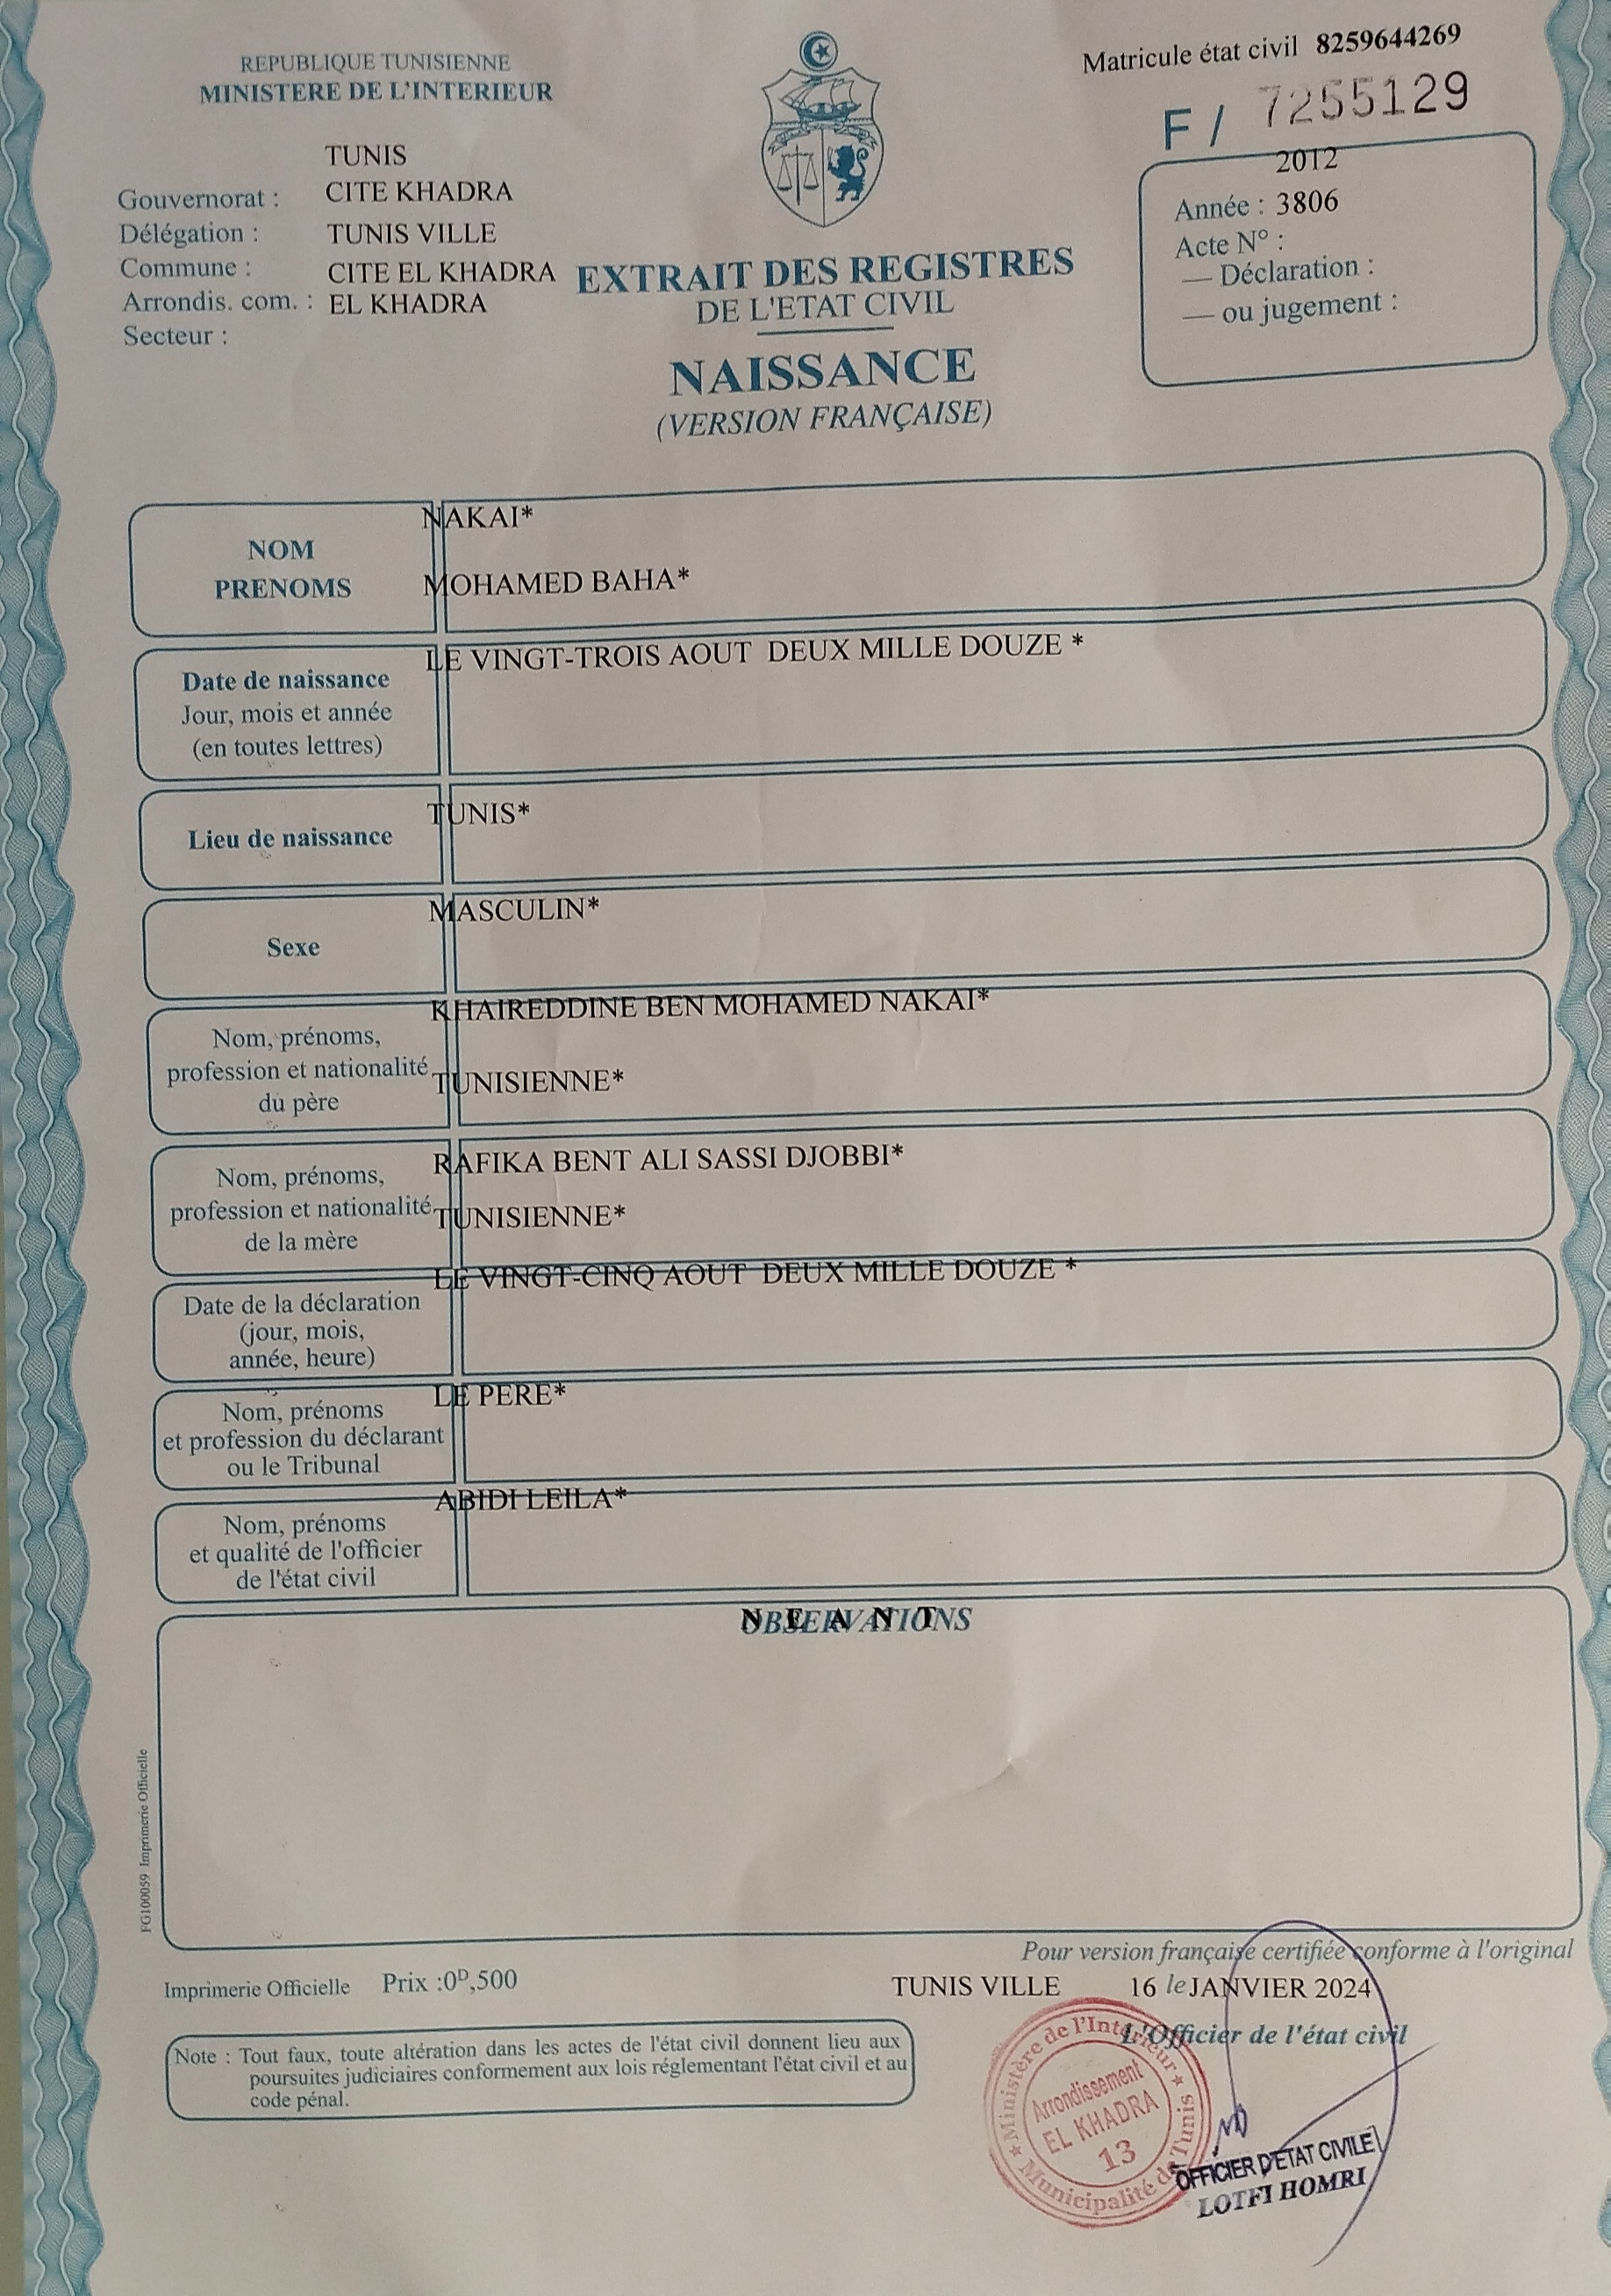 REPUBLIQUE TUNISIENNE
MINISTERE DE L'INTERIEUR
Matricule état civil 8259644269
F / 7255129
TUNIS
Gouvernorat : CITE KHADRA
Délégation : TUNIS VILLE
Commune : CITE EL KHADRA
Arrondis. com. : EL KHADRA
Secteur :
2012
Année : 3806
Acte N° :
— Déclaration :
— ou jugement :
EXTRAIT DES REGISTRES
DE L'ETAT CIVIL
NAISSANCE
(VERSION FRANÇAISE)
NOM
PRENOMS
NAKAI*
MOHAMED BAHA*
Date de naissance
Jour, mois et année
(en toutes lettres)
LE VINGT-TROIS AOUT DEUX MILLE DOUZE *
Lieu de naissance
TUNIS*
Sexe
MASCULIN*
Nom, prénoms,
profession et nationalité
du père
KHAIREDDINE BEN MOHAMED NAKAI*
TUNISIENNE*
Nom, prénoms,
profession et nationalité
de la mère
RAFIKA BENT ALI SASSI DJOBBI*
TUNISIENNE*
Date de la déclaration
(jour, mois,
année, heure)
LE VINGT-CINQ AOUT DEUX MILLE DOUZE *
Nom, prénoms
et profession du déclarant
ou le Tribunal
LE PERE*
Nom, prénoms
et qualité de l'officier
de l'état civil
ABIDI LEILA*
OBSERVATIONS
N E A N T
FG100059 Imprimerie Officielle
Pour version française certifiée conforme à l'original
Imprimerie Officielle Prix :0ᴰ,500
TUNIS VILLE 16 le JANVIER 2024
L'Officier de l'état civil
Note : Tout faux, toute altération dans les actes de l'état civil donnent lieu aux
poursuites judiciaires conformement aux lois réglementant l'état civil et au
code pénal.
Ministère de l'Intérieur
Arrondissement
EL KHADRA
13
Municipalité de Tunis
OFFICIER D'ETAT CIVILE
LOTFI HOMRI